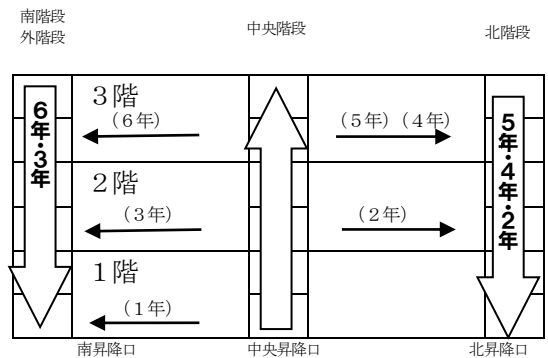 南階段
外階段
中央階段
北階段
3階
(6年)
(5年)(4年)
6年・3年
5年・4年・2年
2階
(3年)
(2年)
1階
(1年)
南昇降口
中央昇降口
北昇降口